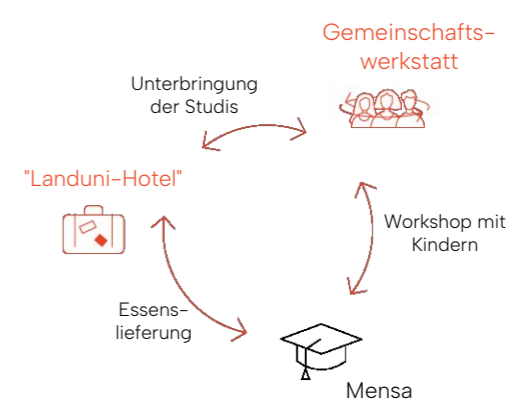 Gemeinschafts-
werkstatt
Unterbringung
der Studis
"Landuni-Hotel"
Workshop mit
Kindern
Essens-
lieferung
Mensa